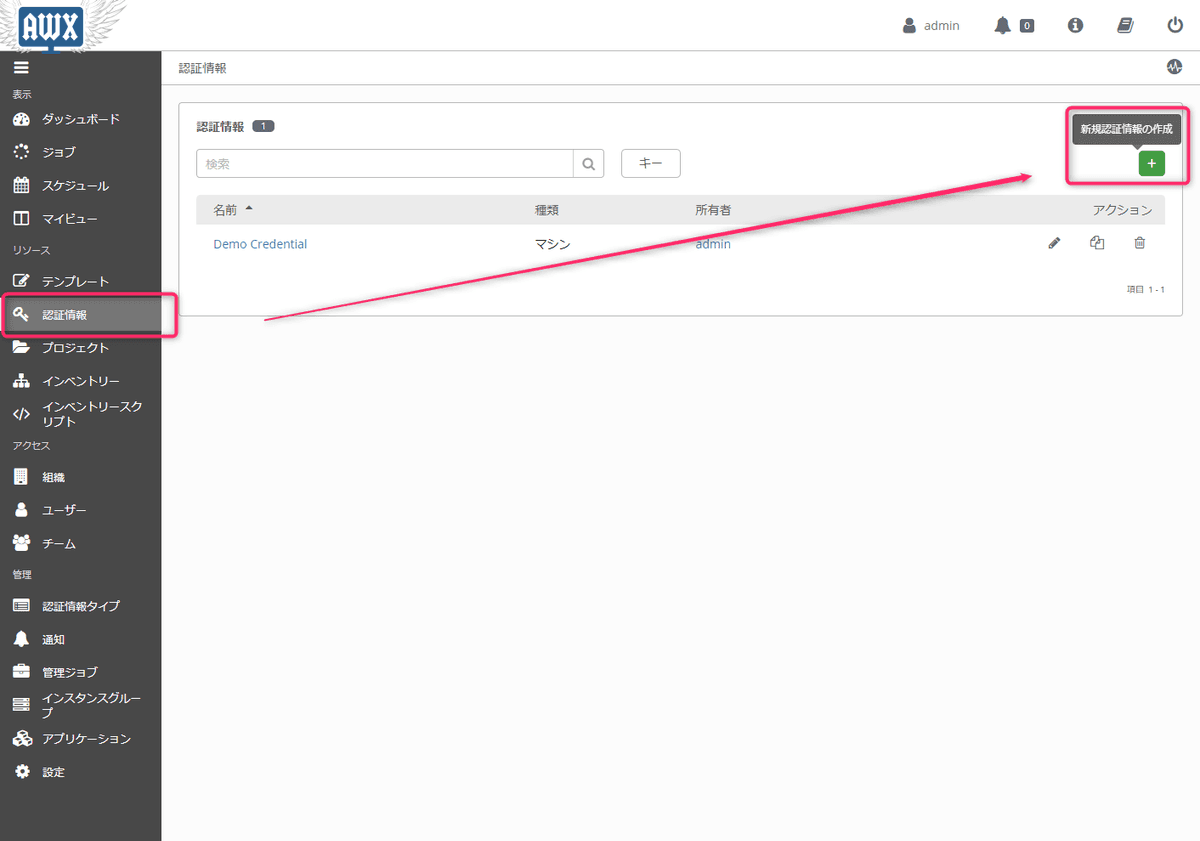 AWX
admin
0
表示
ダッシュボード
ジョブ
スケジュール
マイビュー
リソース
テンプレート
認証情報
プロジェクト
インベントリー
インベントリースク
リプト
アクセス
組織
ユーザー
チーム
管理
認証情報タイプ
通知
管理ジョブ
インスタンスグルー
プ
アプリケーション
設定
認証情報
認証情報 1
新規認証情報の作成
検索
キー
+
名前 種類 所有者 アクション
Demo Credential マシン admin
項目 1 - 1